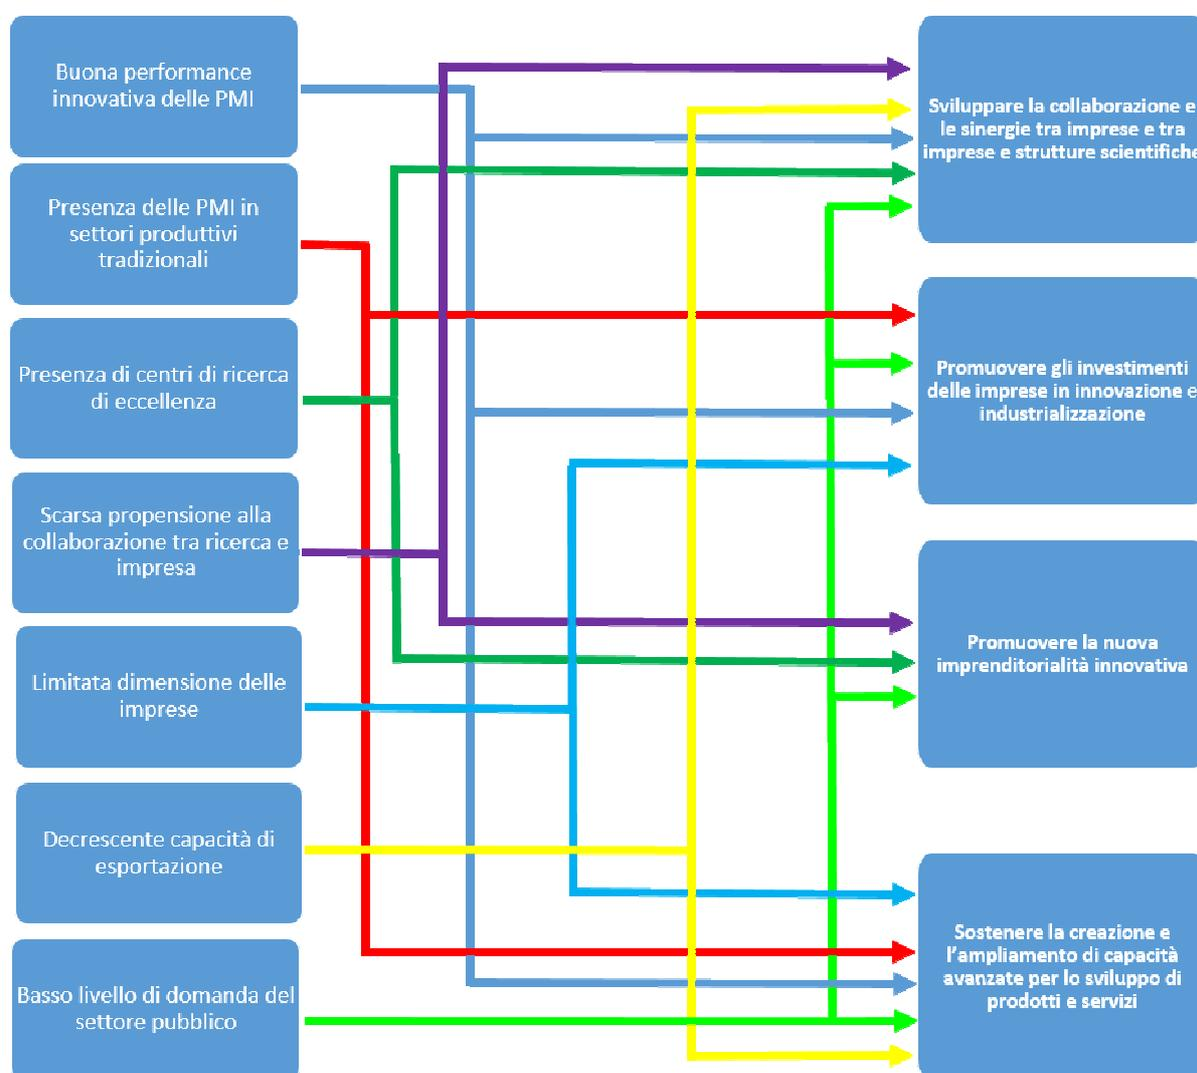 Buona performance
innovativa delle PMI
Presenza delle PMI in
settori produttivi
tradizionali
Presenza di centri di ricerca
di eccellenza
Scarsa propensione alla
collaborazione tra ricerca e
impresa
Limitata dimensione delle
imprese
Decrescente capacità di
esportazione
Basso livello di domanda del
settore pubblico
Sviluppare la collaborazione e
le sinergie tra imprese e tra
imprese e strutture scientifiche
Promuovere gli investimenti
delle imprese in innovazione e
industrializzazione
Promuovere la nuova
imprenditorialità innovativa
Sostenere la creazione e
l'ampliamento di capacità
avanzate per lo sviluppo di
prodotti e servizi